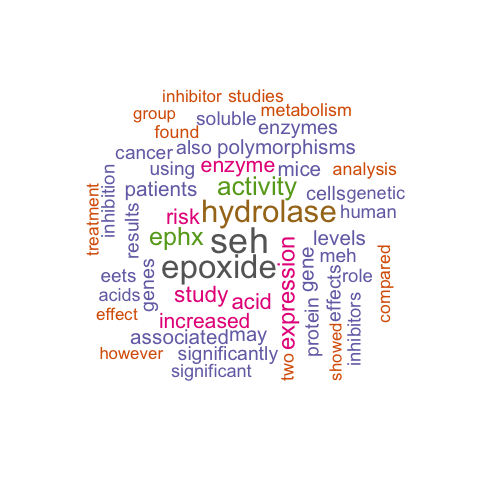 inhibitor studies
group
soluble
metabolism
found
enzymes
cancer
also
polymorphisms
using
enzyme
mice
analysis
inhibition
patients
activity
cells
genetic
treatment
results
risk
hydrolase
human
ephx
seh
levels
eets
genes
epoxide
expression
gene
meh
role
compared
acids
study
acid
protein
effects
inhibitors
effect
increased
associated
may
showed
however
significantly
two
significant